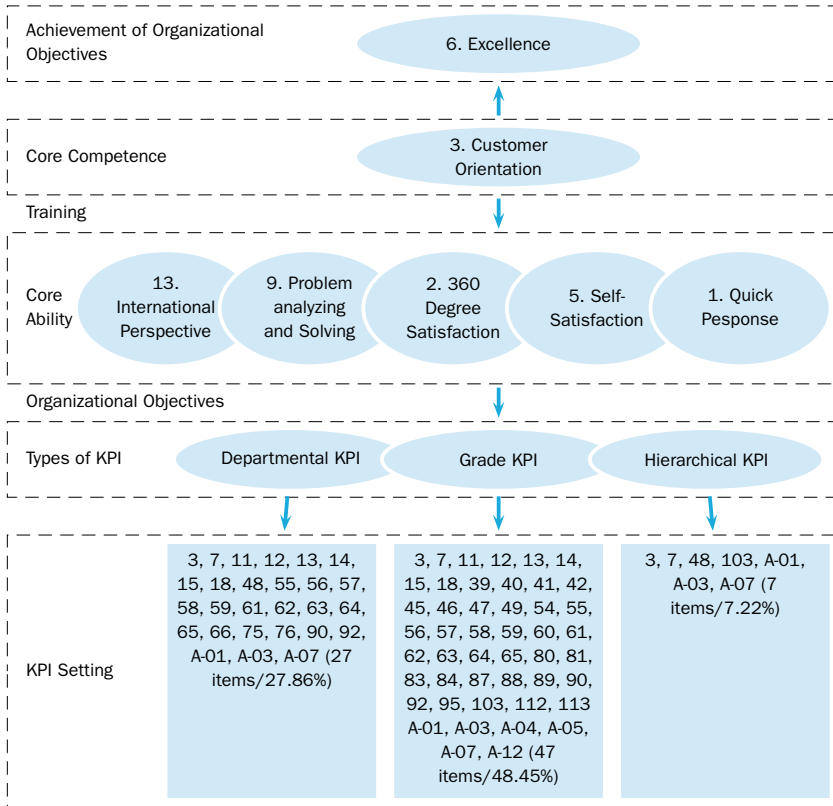 Achievement of Organizational
Objectives
6. Excellence
Core Competence
3. Customer
Orientation
Training
Core
Ability
13.
International
Perspective
9. Problem
analyzing
and Solving
2. 360
Degree
Satisfaction
5. Self-
Satisfaction
1. Quick
Pesponse
Organizational Objectives
Types of KPI
Departmental KPI
Grade KPI
Hierarchical KPI
KPI Setting
3, 7, 11, 12, 13, 14,
15, 18, 48, 55, 56, 57,
58, 59, 61, 62, 63, 64,
65, 66, 75, 76, 90, 92,
A-01, A-03, A-07 (27
items/27.86%)
3, 7, 11, 12, 13, 14,
15, 18, 39, 40, 41, 42,
45, 46, 47, 49, 54, 55,
56, 57, 58, 59, 60, 61,
62, 63, 64, 65, 80, 81,
83, 84, 87, 88, 89, 90,
92, 95, 103, 112, 113
A-01, A-03, A-04, A-05,
A-07, A-12 (47
items/48.45%)
3, 7, 48, 103, A-01,
A-03, A-07 (7
items/7.22%)